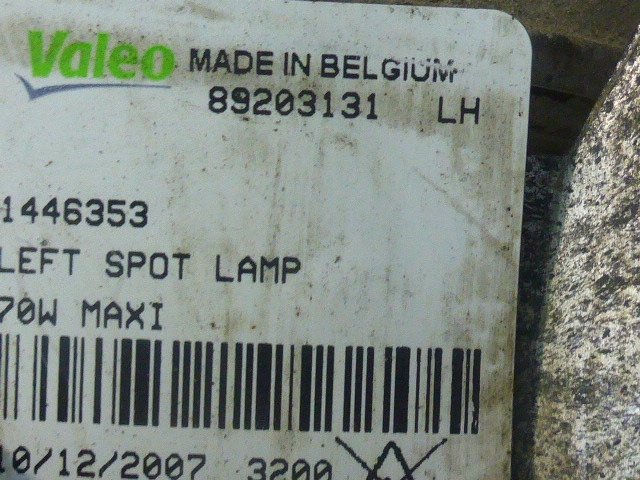 Valeo MADE IN BELGIUM
89203131 LH
1446353
LEFT SPOT LAMP
70W MAXI
10/12/2007 3200